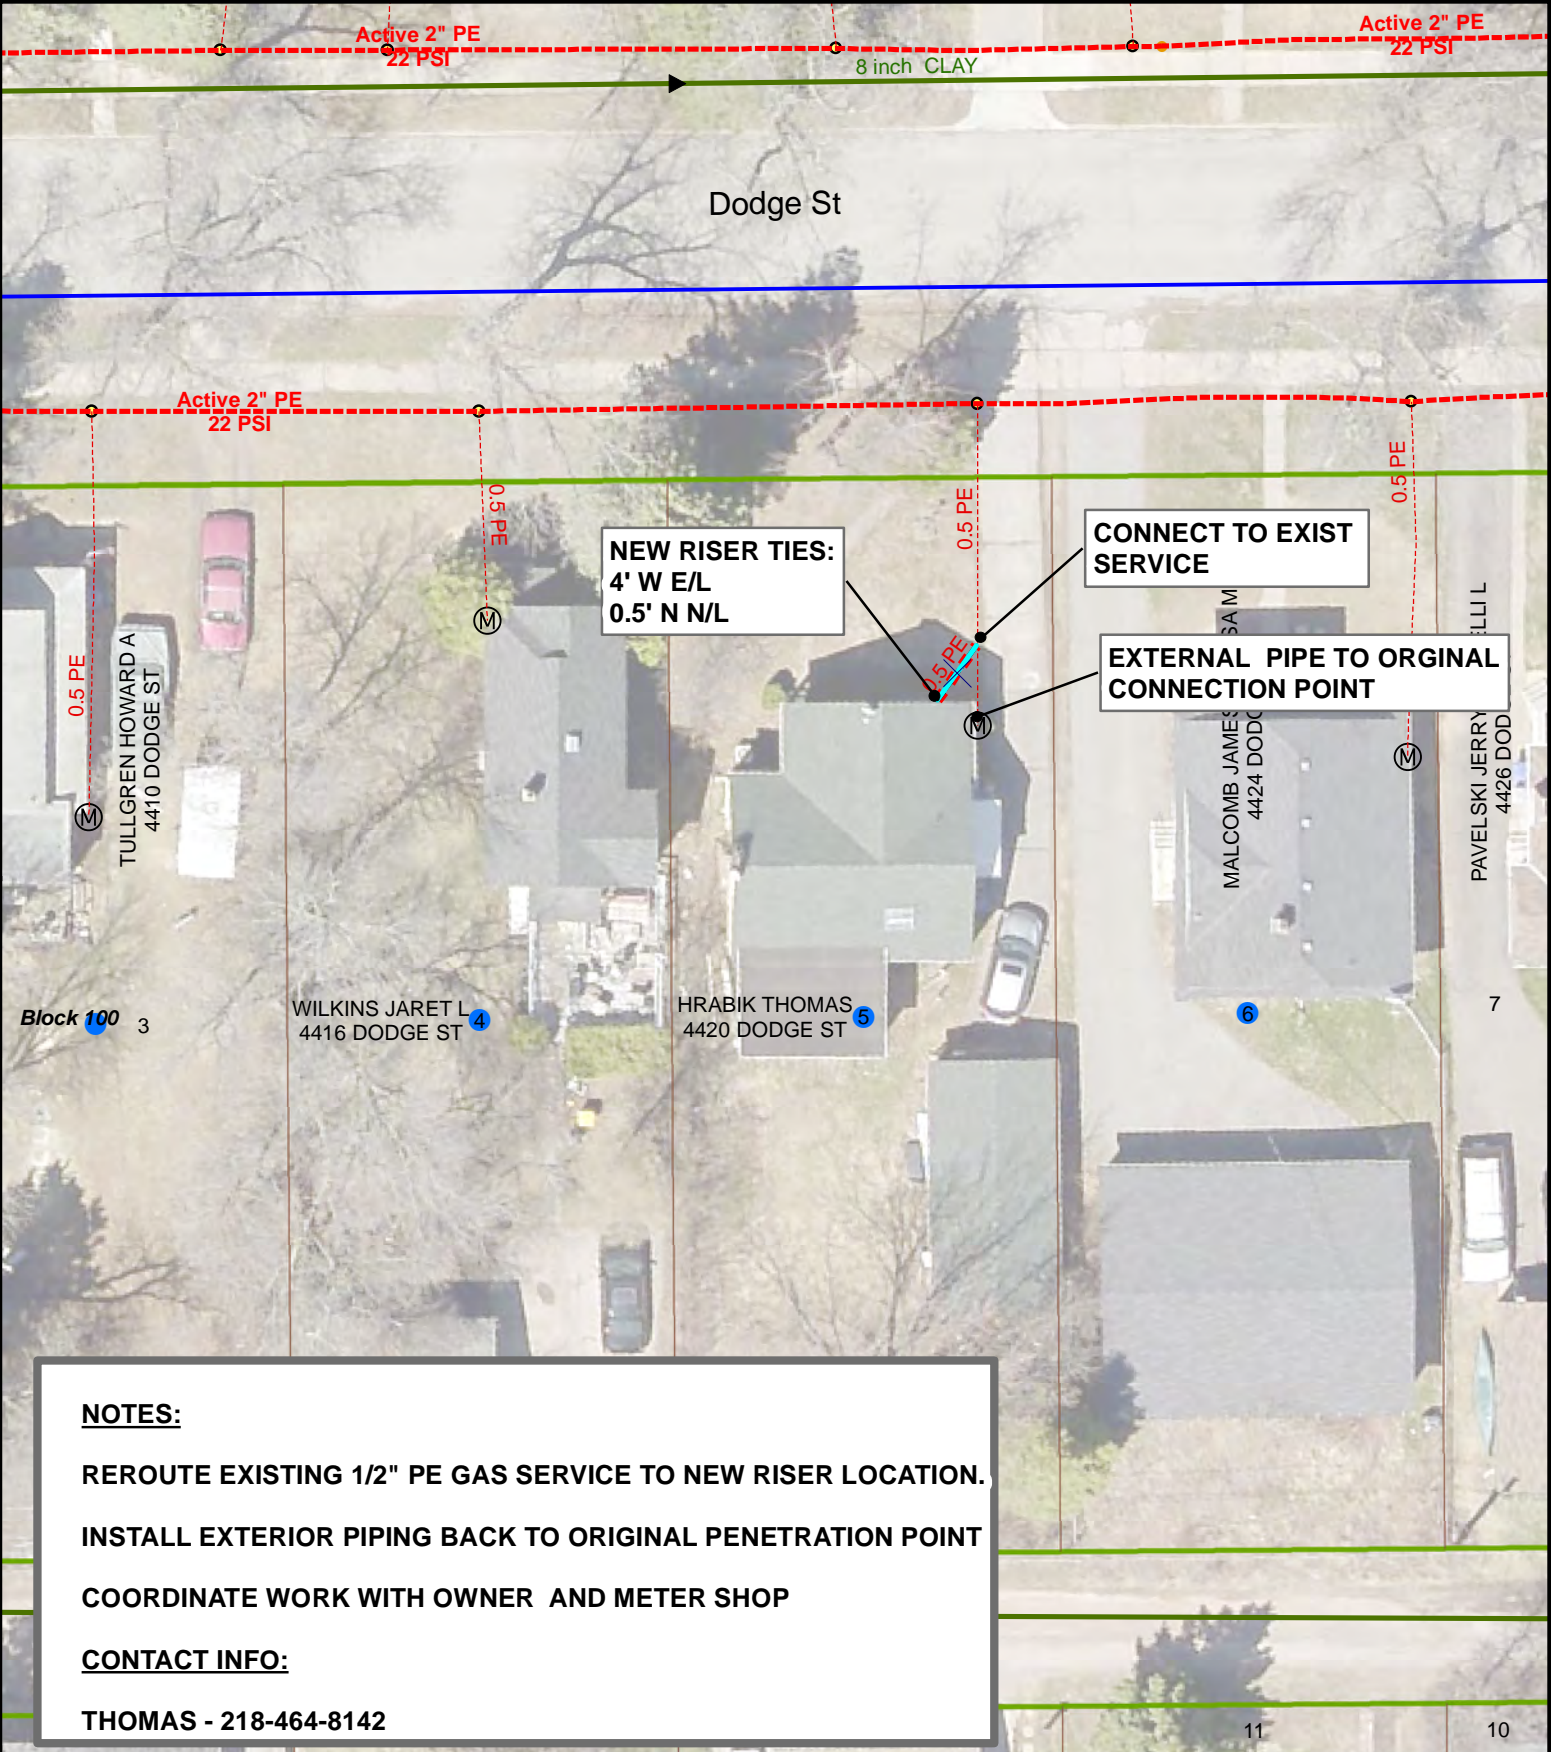 Active 2" PE
22 PSI
Active 2" PE
22 PSI
8 inch CLAY
Dodge St
Active 2" PE
22 PSI
0.5 PE
0.5 PE
0.5 PE
0.5 PE
NEW RISER TIES:
4' W E/L
0.5' N N/L
CONNECT TO EXIST
SERVICE
0.5 PE
EXTERNAL PIPE TO ORGINAL
CONNECTION POINT
M
M
M
M
TULLGREN HOWARD A
4410 DODGE ST
MALCOMB JAMES
4424
PAVELSKI JERRY
4426
Block 100
3
WILKINS JARET L
4416 DODGE ST
4
HRABIK THOMAS
4420 DODGE ST
5
6
7
NOTES:
REROUTE EXISTING 1/2" PE GAS SERVICE TO NEW RISER LOCATION.
INSTALL EXTERIOR PIPING BACK TO ORIGINAL PENETRATION POINT
COORDINATE WORK WITH OWNER AND METER SHOP
CONTACT INFO:
THOMAS - 218-464-8142
11
10